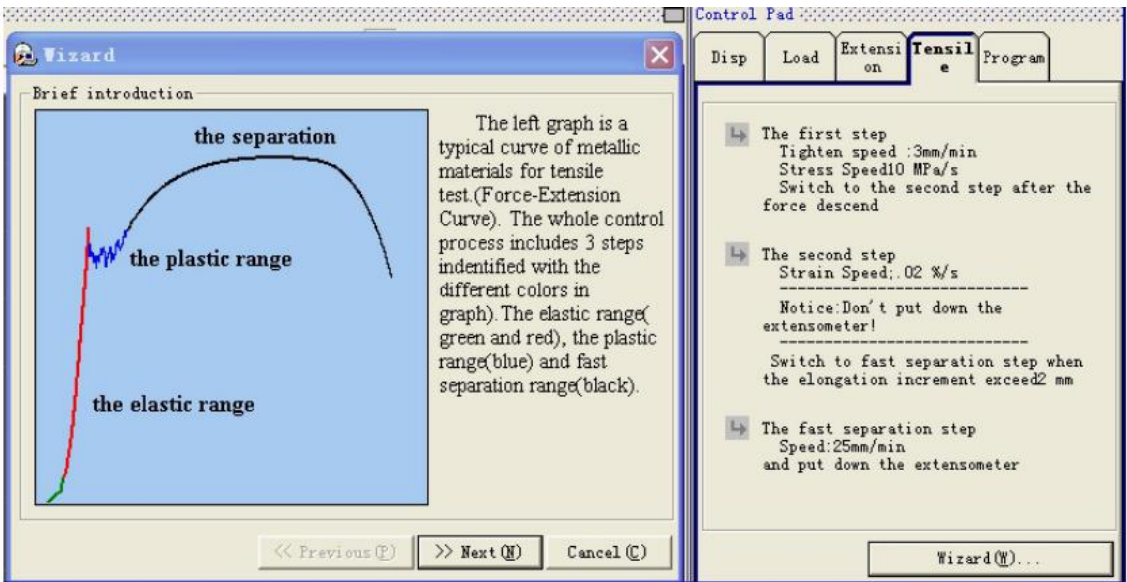 Wizard
Brief introduction
the separation
the plastic range
the elastic range
The left graph is a
typical curve of metallic
materials for tensile
test.(Force-Extension
Curve). The whole control
process includes 3 steps
indentified with the
different colors in
graph).The elastic range(
green and red), the plastic
range(blue) and fast
separation range(black).
<< Previous(P)
>> Next(N)
Cancel(C)
Control Pad
Disp
Load
Extensi
on
Tensil
e
Program
The first step
Tighten speed :3mm/min
Stress Speed10 MPa/s
Switch to the second step after the
force descend
The second step
Strain Speed;.02 %/s
----------------------------
Notice:Don't put down the
extensometer!
----------------------------
Switch to fast separation step when
the elongation increment exceed2 mm
The fast separation step
Speed:25mm/min
and put down the extensometer
Wizard(W)...